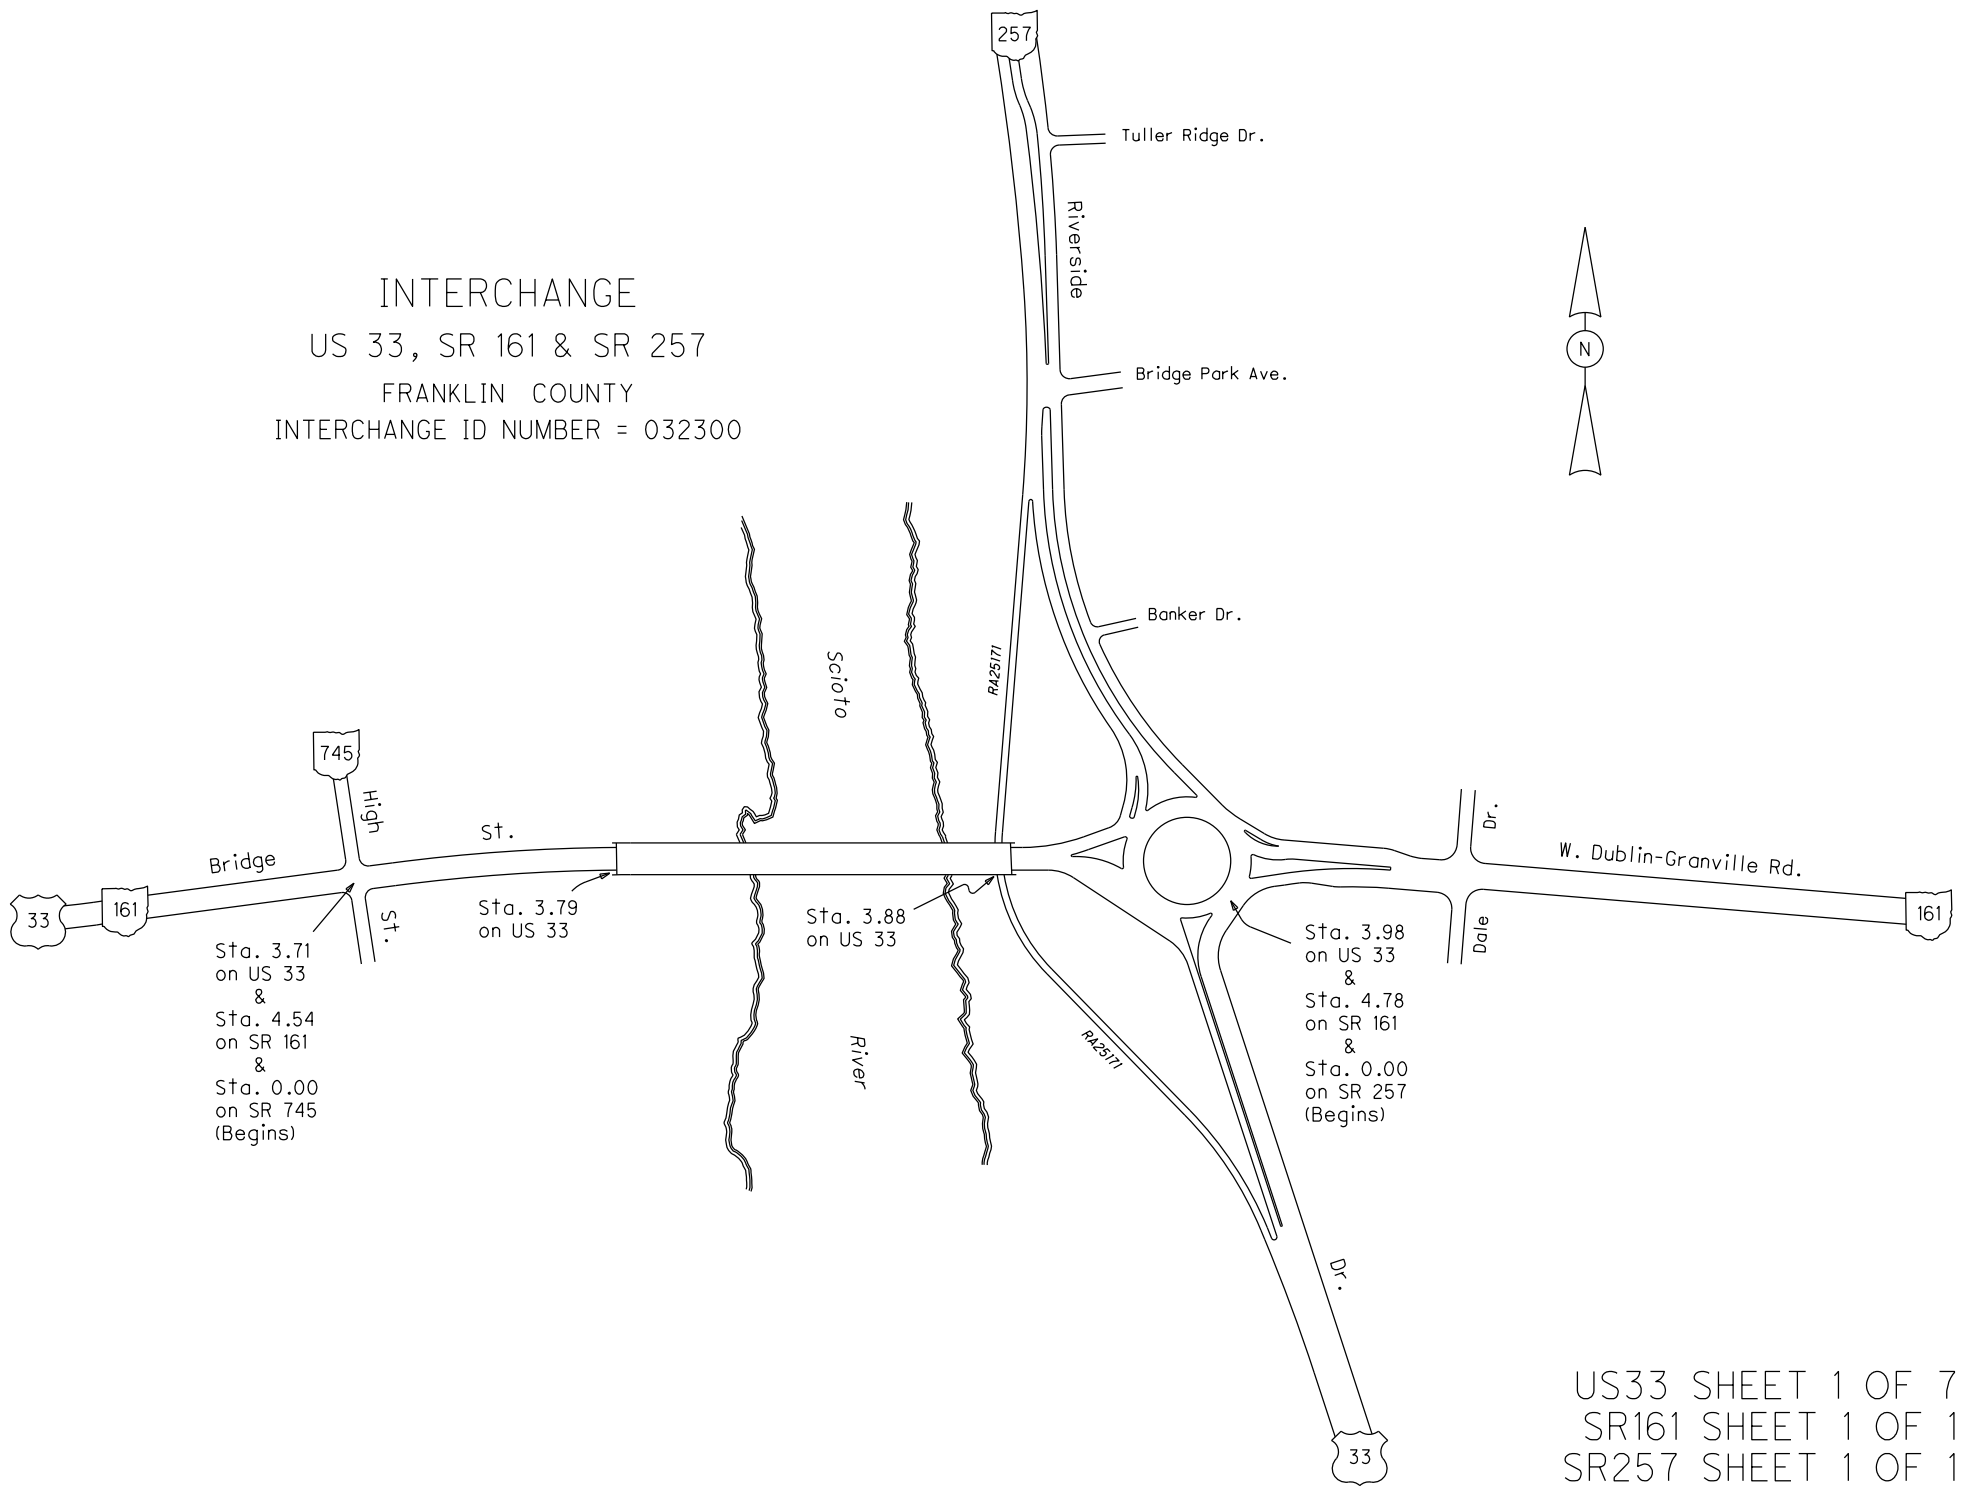 257
Tuller Ridge Dr.
Riverside
INTERCHANGE
US 33, SR 161 & SR 257
FRANKLIN COUNTY
INTERCHANGE ID NUMBER = 032300
N
Bridge Park Ave.
Banker Dr.
Scioto
RA25171
745
High
St.
Bridge
33
161
St.
Sta. 3.71
on US 33
&
Sta. 4.54
on SR 161
&
Sta. 0.00
on SR 745
(Begins)
Sta. 3.79
on US 33
Sta. 3.88
on US 33
River
RA25171
Dr.
W. Dublin-Granville Rd.
161
Dale
Sta. 3.98
on US 33
&
Sta. 4.78
on SR 161
&
Sta. 0.00
on SR 257
(Begins)
Dr.
33
US33 SHEET 1 OF 7
SR161 SHEET 1 OF 1
SR257 SHEET 1 OF 1